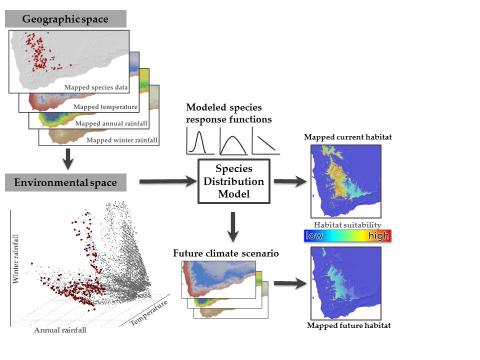 Geographic space
Mapped species data
Mapped temperature
Mapped annual rainfall
Mapped winter rainfall
Environmental space
Winter rainfall
Annual rainfall
Temperature
Modeled species
response functions
Species
Distribution
Model
Future climate scenario
Mapped current habitat
Habitat suitability
low
high
Mapped future habitat